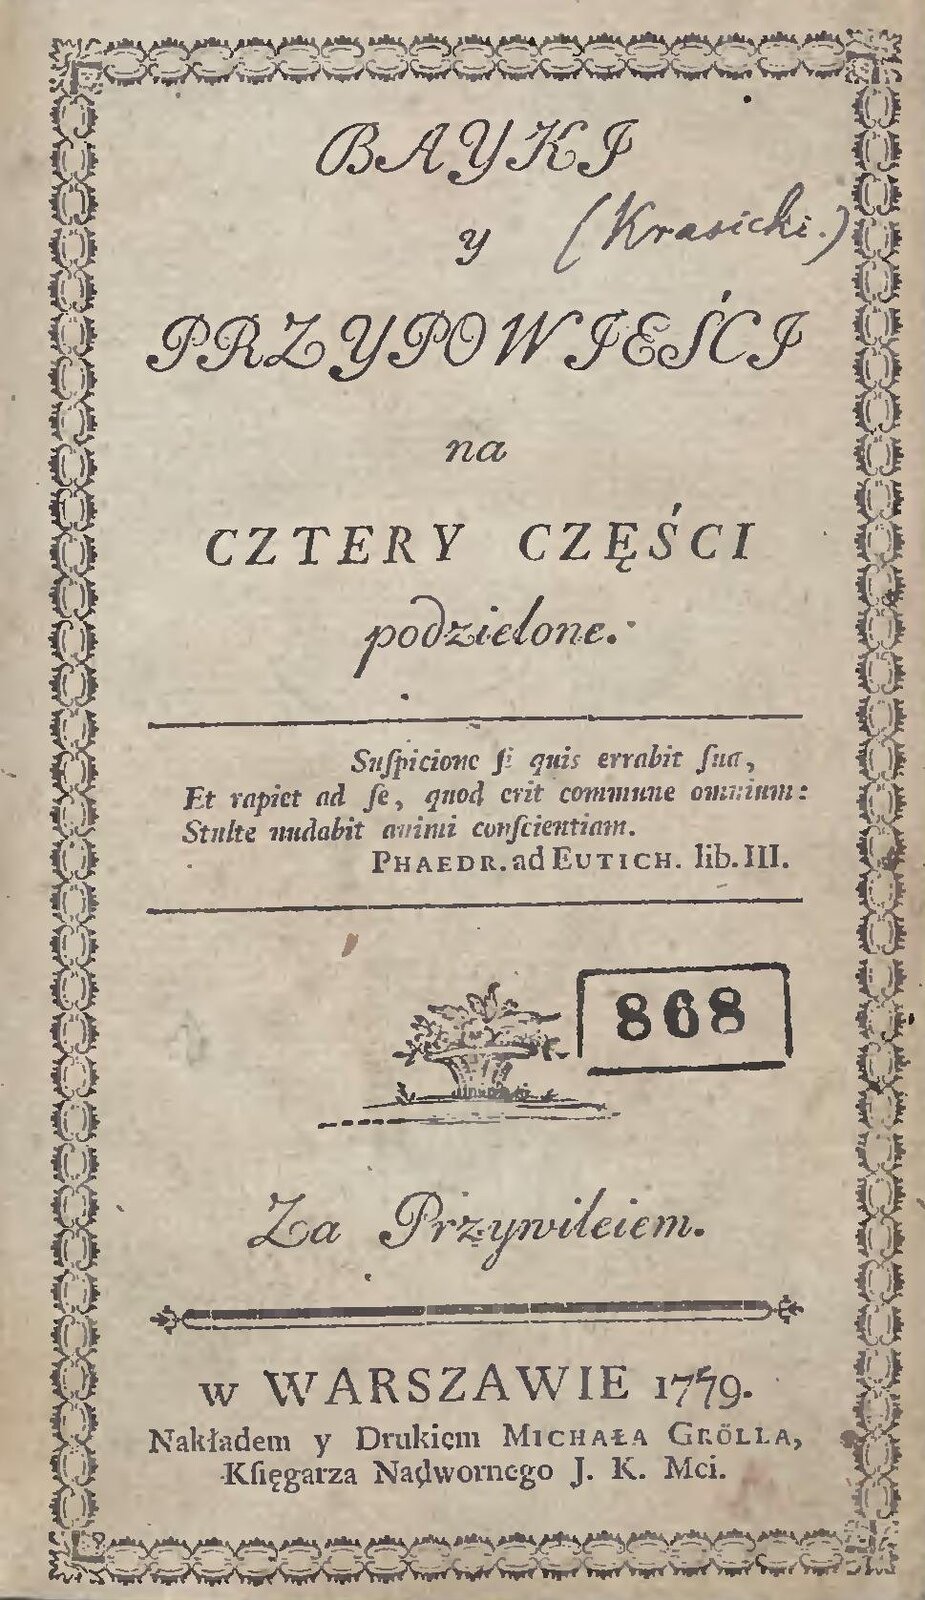 BAYKI
y (Krasicki.)
PRZYPOWIEŚCI
na
CZTERY CZĘŚCI
podzielone.
Suſpicione ſi quis errabit ſua,
Et rapiet ad ſe, quod erit commune omnium:
Stulte nudabit animi conſcientiam.
PHAEDR. ad EUTICH. lib. III.
868
Za Przywileiem.
w WARSZAWIE 1779.
Nakładem y Drukiem MICHAŁA GRÖLLA,
Kſięgarza Nadwornego J. K. Mci.